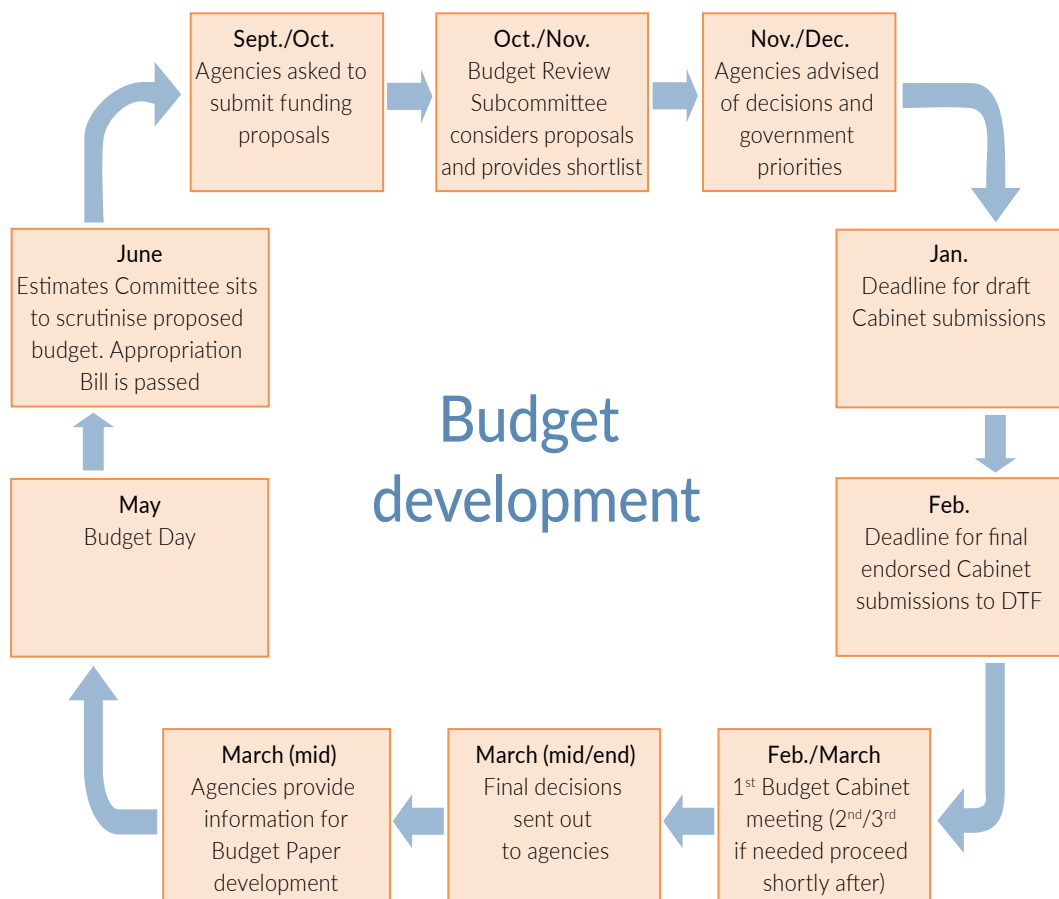 Sept./Oct.
Agencies asked to
submit funding
proposals
Oct./Nov.
Budget Review
Subcommittee
considers proposals
and provides shortlist
Nov./Dec.
Agencies advised
of decisions and
government
priorities
Jan.
Deadline for draft
Cabinet submissions
Feb.
Deadline for final
endorsed Cabinet
submissions to DTF
Feb./March
1st Budget Cabinet
meeting (2nd/3rd
if needed proceed
shortly after)
March (mid/end)
Final decisions
sent out
to agencies
March (mid)
Agencies provide
information for
Budget Paper
development
May
Budget Day
June
Estimates Committee sits
to scrutinise proposed
budget. Appropriation
Bill is passed
Budget
development